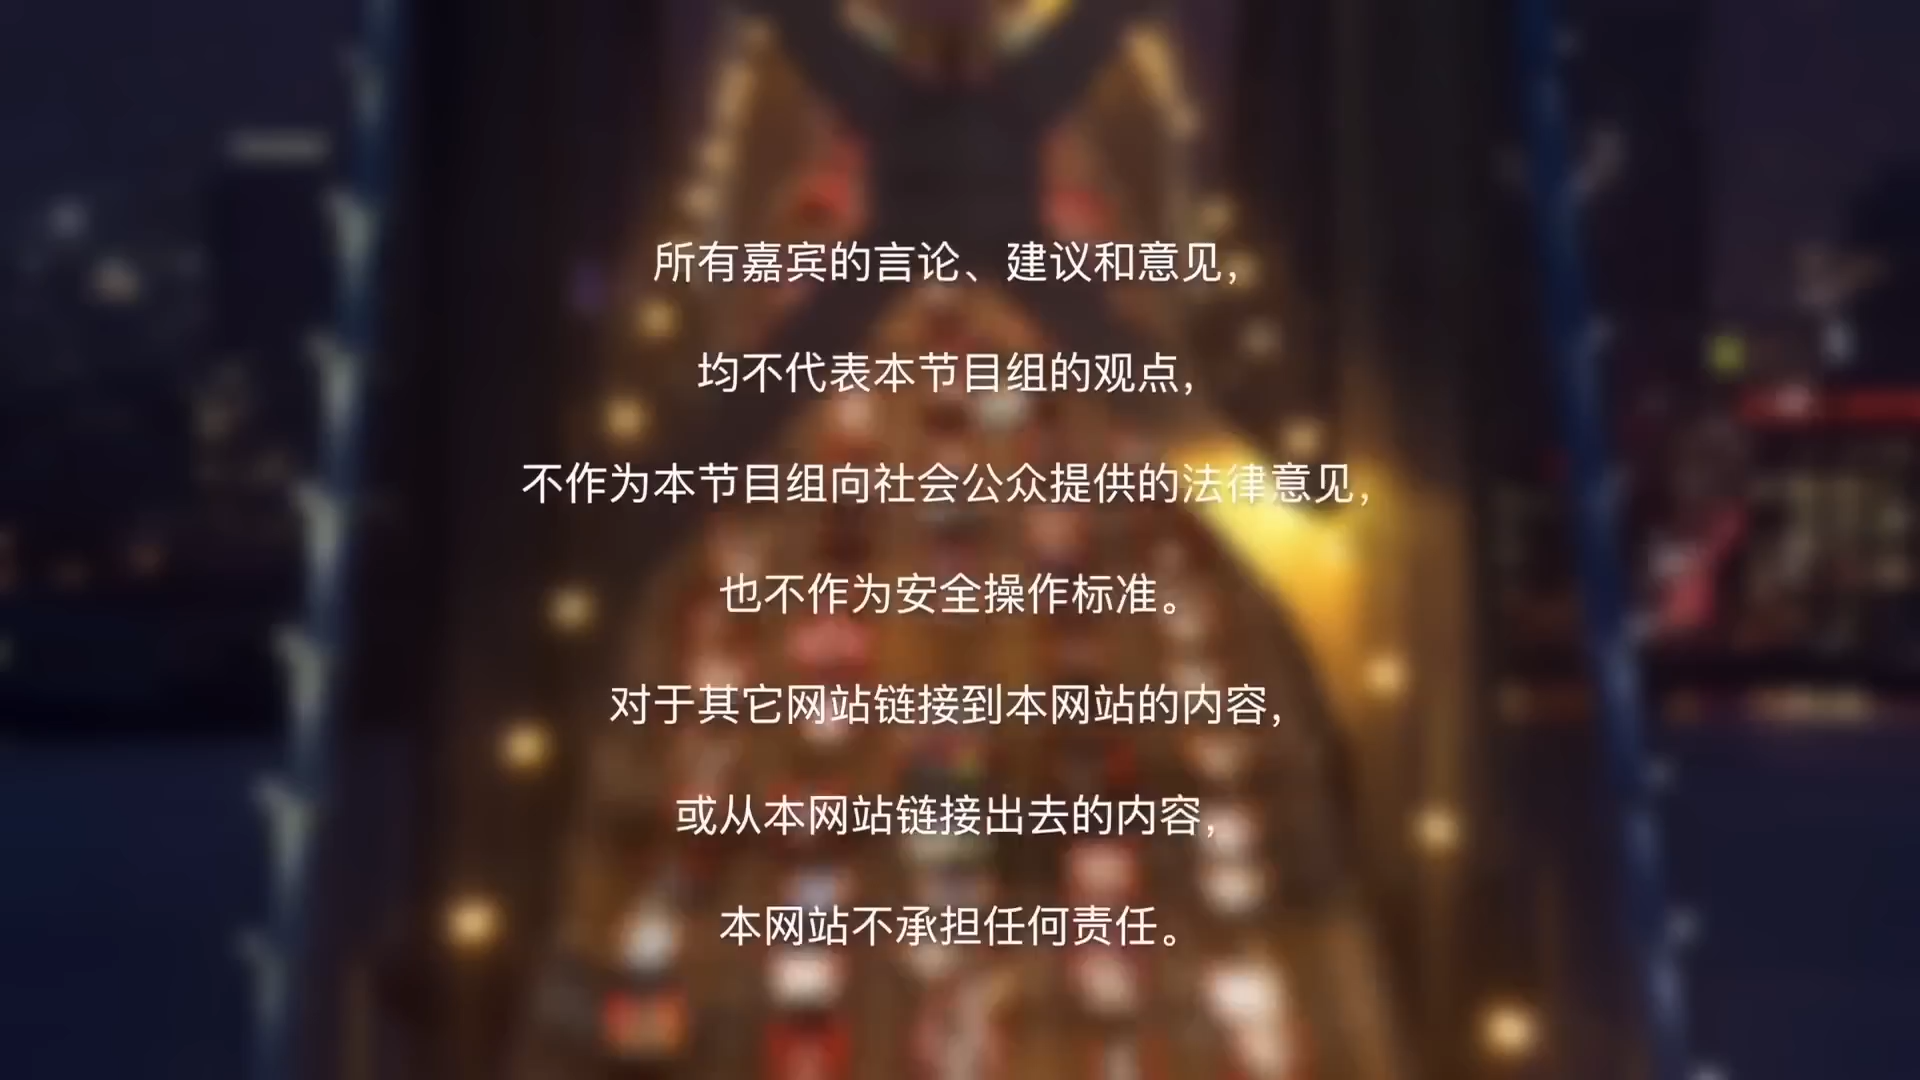 所有嘉宾的言论、建议和意见，
均不代表本节目组的观点，
不作为本节目组向社会公众提供的法律意见，
也不作为安全操作标准。
对于其它网站链接到本网站的内容，
或从本网站链接出去的内容，
本网站不承担任何责任。